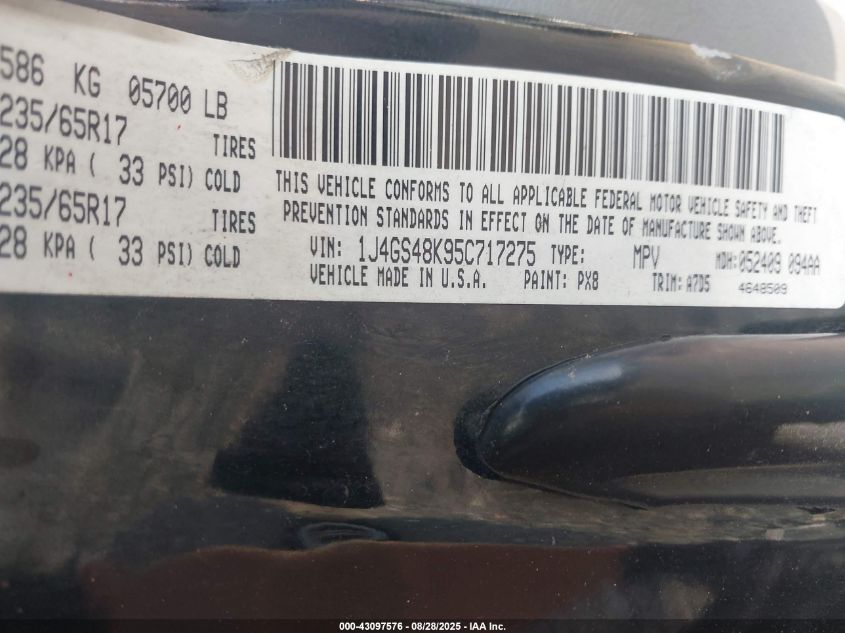 586 KG 05700 LB
235/65R17 TIRES
28 KPA ( 33 PSI) COLD
235/65R17 TIRES
28 KPA ( 33 PSI) COLD
THIS VEHICLE CONFORMS TO ALL APPLICABLE FEDERAL MOTOR VEHICLE SAFETY AND THEFT
PREVENTION STANDARDS IN EFFECT ON THE DATE OF MANUFACTURE SHOWN ABOVE.
VIN: 1J4GS48K95C717275 TYPE: MPV MDH: 052409 094AA
VEHICLE MADE IN U.S.A. PAINT: PX8 TRIM: A7D5 4648509
000-43097576 | 08/28/2025 | IAA Inc.